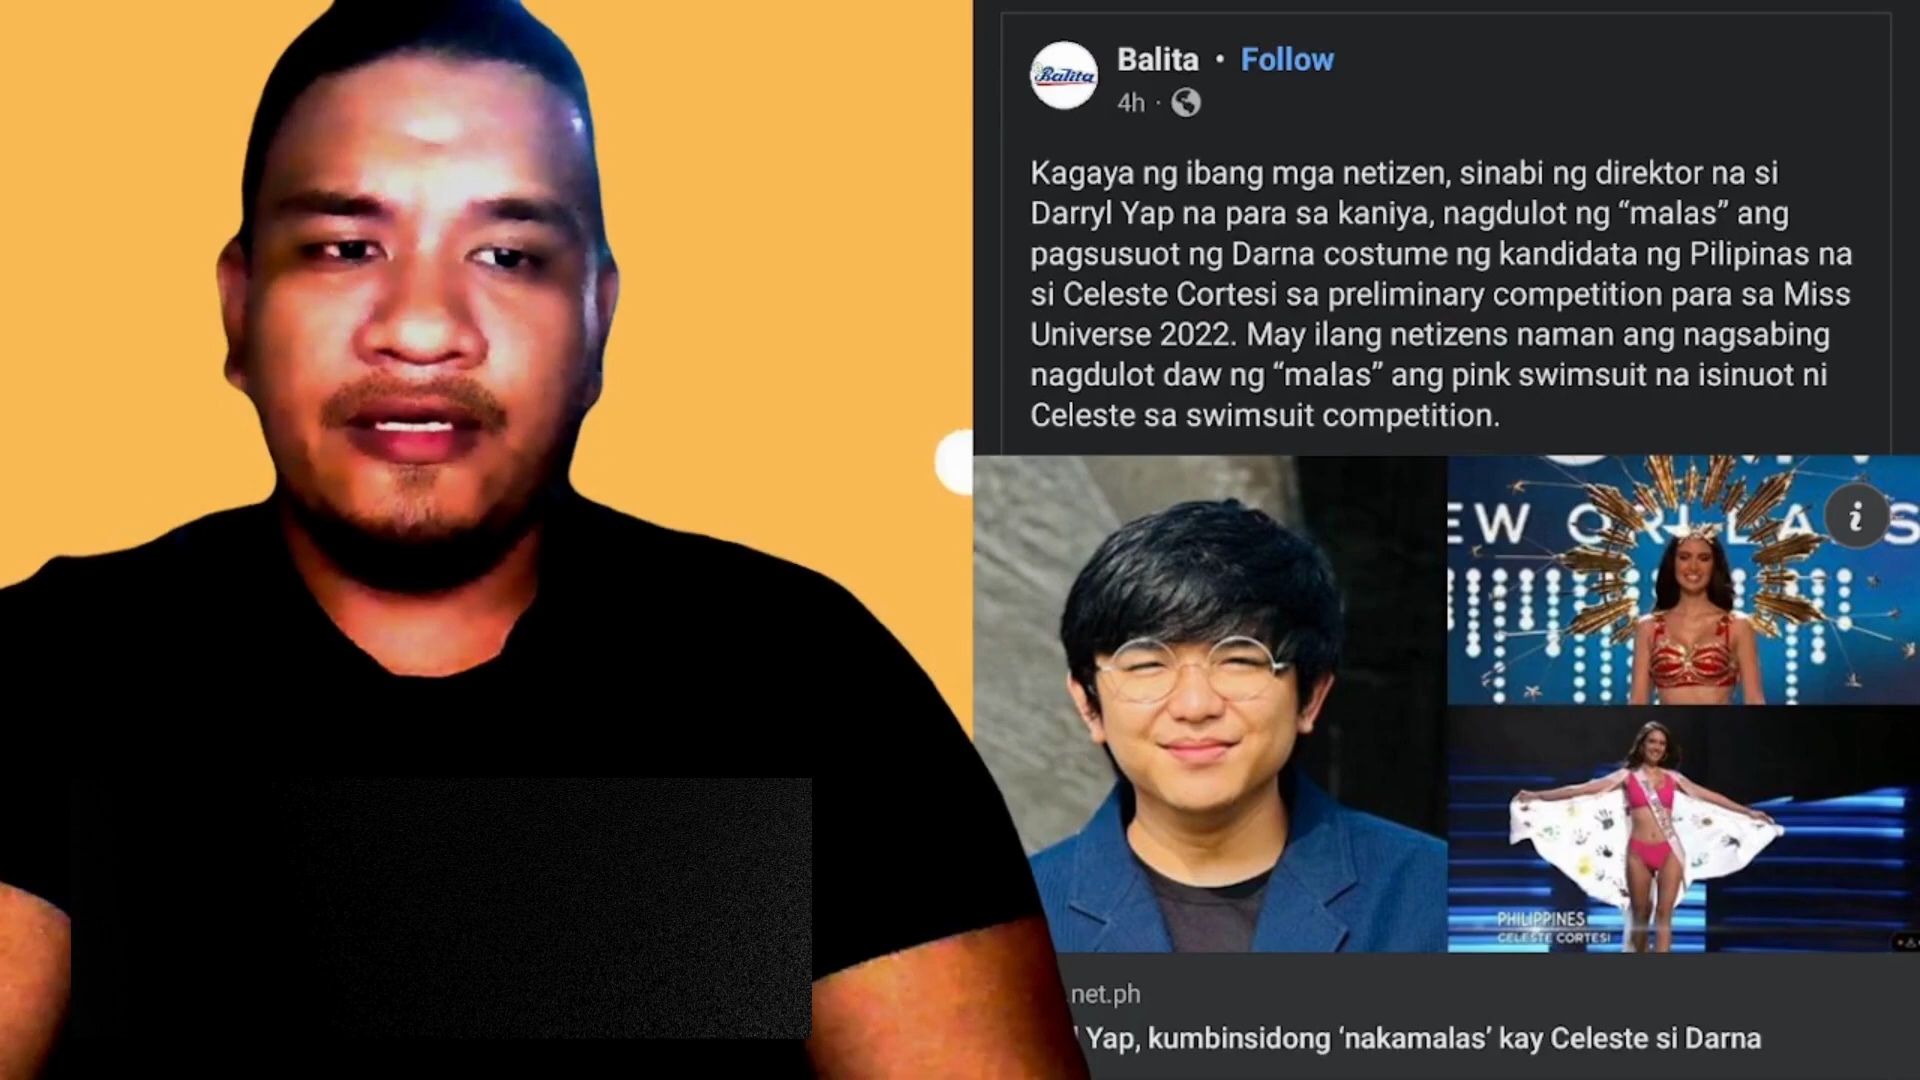 Balita • Follow
Balita
4h ·
Kagaya ng ibang mga netizen, sinabi ng direktor na si
Darryl Yap na para sa kaniya, nagdulot ng “malas” ang
pagsusuot ng Darna costume ng kandidata ng Pilipinas na
si Celeste Cortesi sa preliminary competition para sa Miss
Universe 2022. May ilang netizens naman ang nagsabing
nagdulot daw ng “malas” ang pink swimsuit na isinuot ni
Celeste sa swimsuit competition.
EW ORLEANS
i
PHILIPPINES
CELESTE CORTESI
.net.ph
Yap, kumbinsidong ‘nakamalas’ kay Celeste si Darna